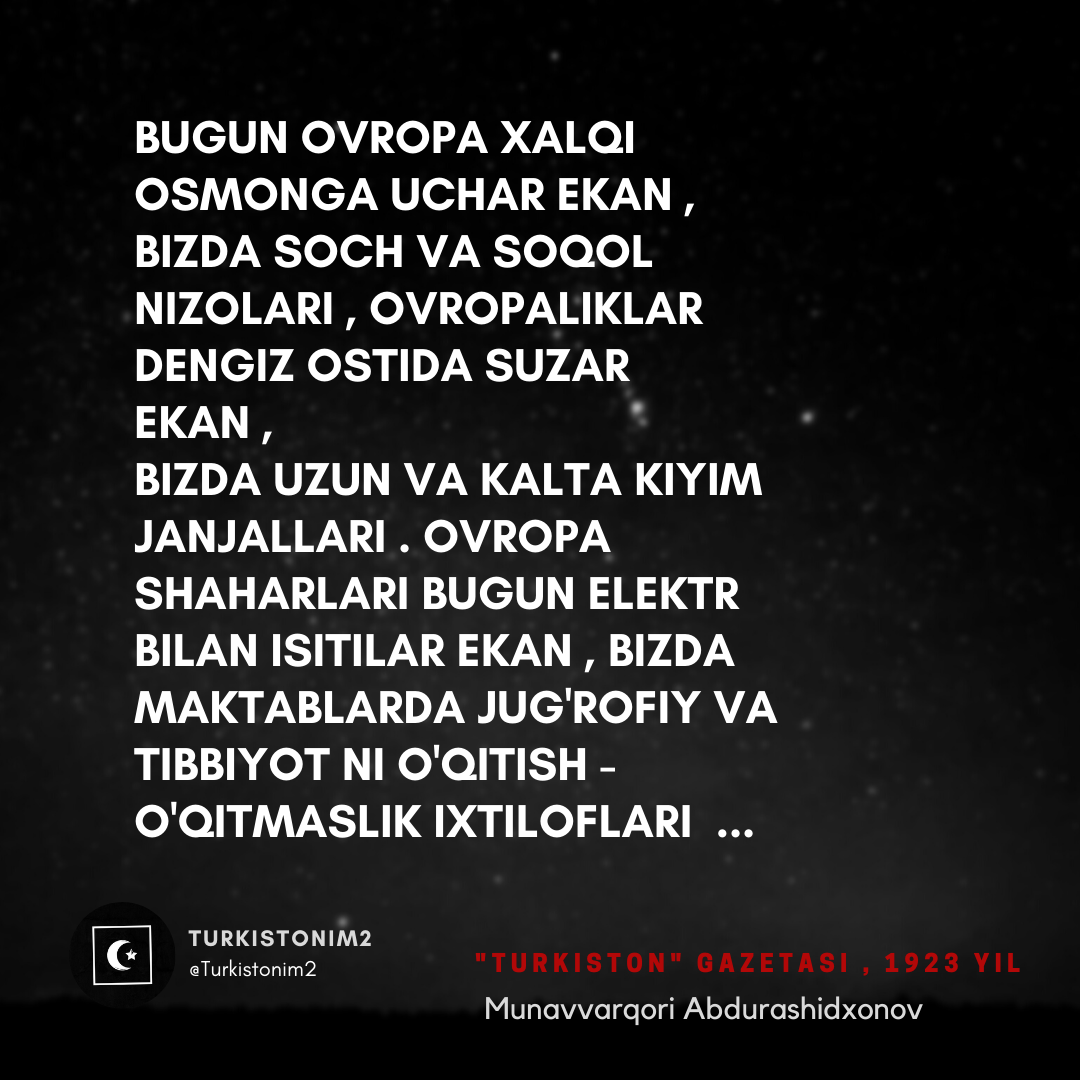 BUGUN OVROPA XALQI
OSMONGA UCHAR EKAN ,
BIZDA SOCH VA SOQOL
NIZOLARI , OVROPALIKLAR
DENGIZ OSTIDA SUZAR
EKAN ,
BIZDA UZUN VA KALTA KIYIM
JANJALLARI . OVROPA
SHAHARLARI BUGUN ELEKTR
BILAN ISITILAR EKAN , BIZDA
MAKTABLARDA JUG'ROFIY VA
TIBBIYOT NI O'QITISH -
O'QITMASLIK IXTILOFLARI  ...
TURKISTONIM2
@Turkistonim2
"TURKISTON" GAZETASI , 1923 YIL
Munavvarqori Abdurashidxonov